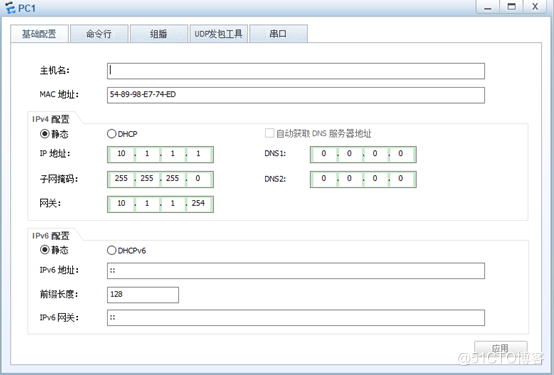 PC1
基础配置 命令行 组播 UDP发包工具 串口
主机名:
MAC 地址: 54-89-98-E7-74-ED
IPv4 配置
静态 DHCP 自动获取 DNS 服务器地址
IP 地址: 10 . 1 . 1 . 1 DNS1: 0 . 0 . 0 . 0
子网掩码: 255 . 255 . 255 . 0 DNS2: 0 . 0 . 0 . 0
网关: 10 . 1 . 1 . 254
IPv6 配置
静态 DHCPv6
IPv6 地址: ::
前缀长度: 128
IPv6 网关: ::
应用
@51CTO博客